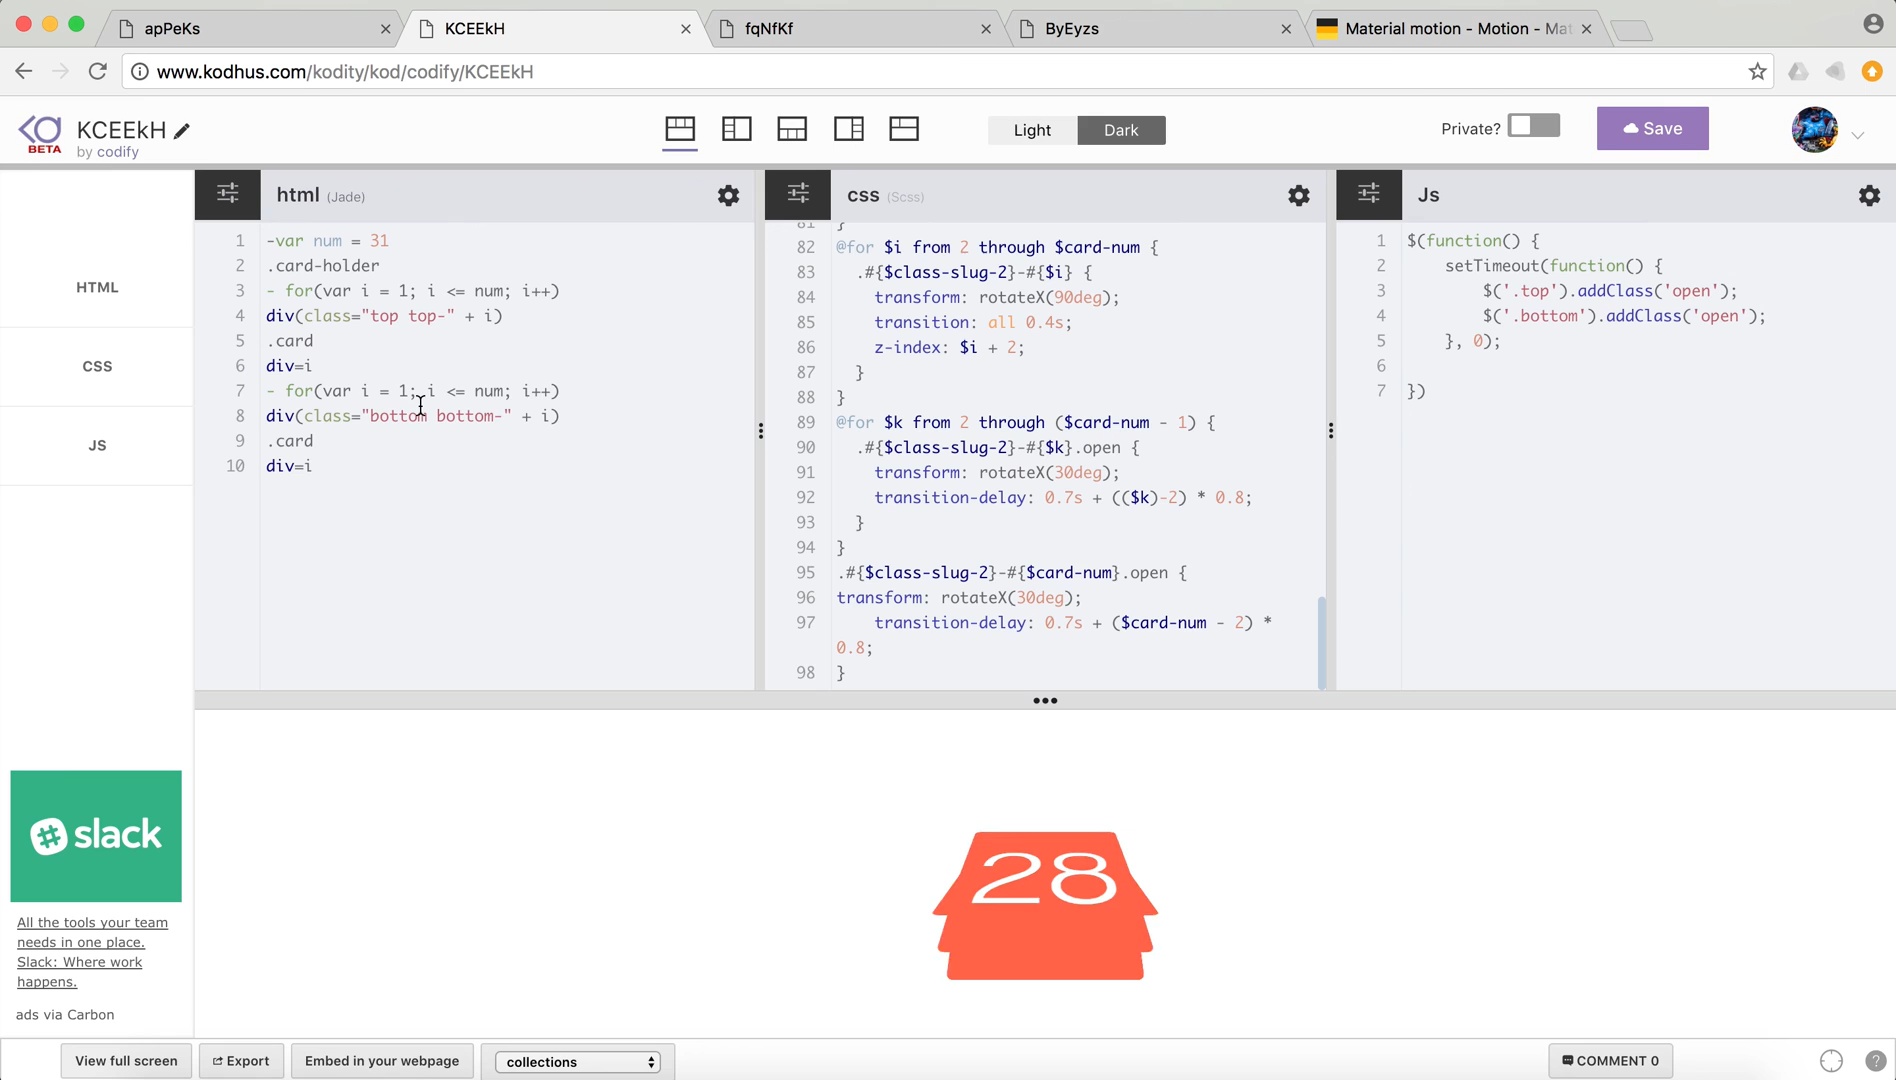 apPeKs
KCEEkH
fqNfKf
ByEyzs
Material motion - Motion - Mat
www.kodhus.com/kodity/kod/codify/KCEEkH
BETA
KCEEkH
by codify
Light
Dark
Private?
Save
HTML
CSS
JS
html (Jade)
1 -var num = 31
2 .card-holder
3 - for(var i = 1; i <= num; i++)
4 div(class="top top-" + i)
5 .card
6 div=i
7 - for(var i = 1; i <= num; i++)
8 div(class="bottom bottom-" + i)
9 .card
10 div=i
css (Scss)
81 }
82 @for $i from 2 through $card-num {
83 .#{$class-slug-2}-#{$i} {
84 transform: rotateX(90deg);
85 transition: all 0.4s;
86 z-index: $i + 2;
87 }
88 }
89 @for $k from 2 through ($card-num - 1) {
90 .#{$class-slug-2}-#{$k}.open {
91 transform: rotateX(30deg);
92 transition-delay: 0.7s + (($k)-2) * 0.8;
93 }
94 }
95 .#{$class-slug-2}-#{$card-num}.open {
96 transform: rotateX(30deg);
97 transition-delay: 0.7s + ($card-num - 2) *
0.8;
98 }
Js
1 $(function() {
2 setTimeout(function() {
3 $('.top').addClass('open');
4 $('.bottom').addClass('open');
5 }, 0);
6
7 })
28
slack
All the tools your team
needs in one place.
Slack: Where work
happens.
ads via Carbon
View full screen
Export
Embed in your webpage
collections
COMMENT 0
?